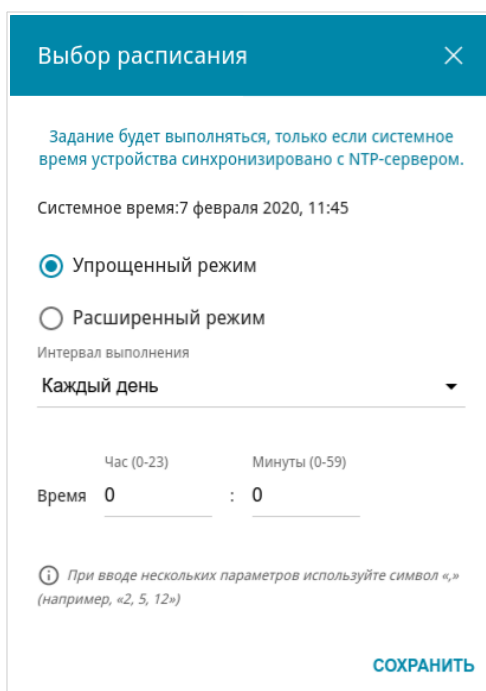 Выбор расписания
Задание будет выполняться, только если системное
время устройства синхронизировано с NTP-сервером.
Системное время:7 февраля 2020, 11:45
Упрощенный режим
Расширенный режим
Интервал выполнения
Каждый день
Час (0-23) Минуты (0-59)
Время 0 : 0
При вводе нескольких параметров используйте символ «,»
(например, «2, 5, 12»)
СОХРАНИТЬ